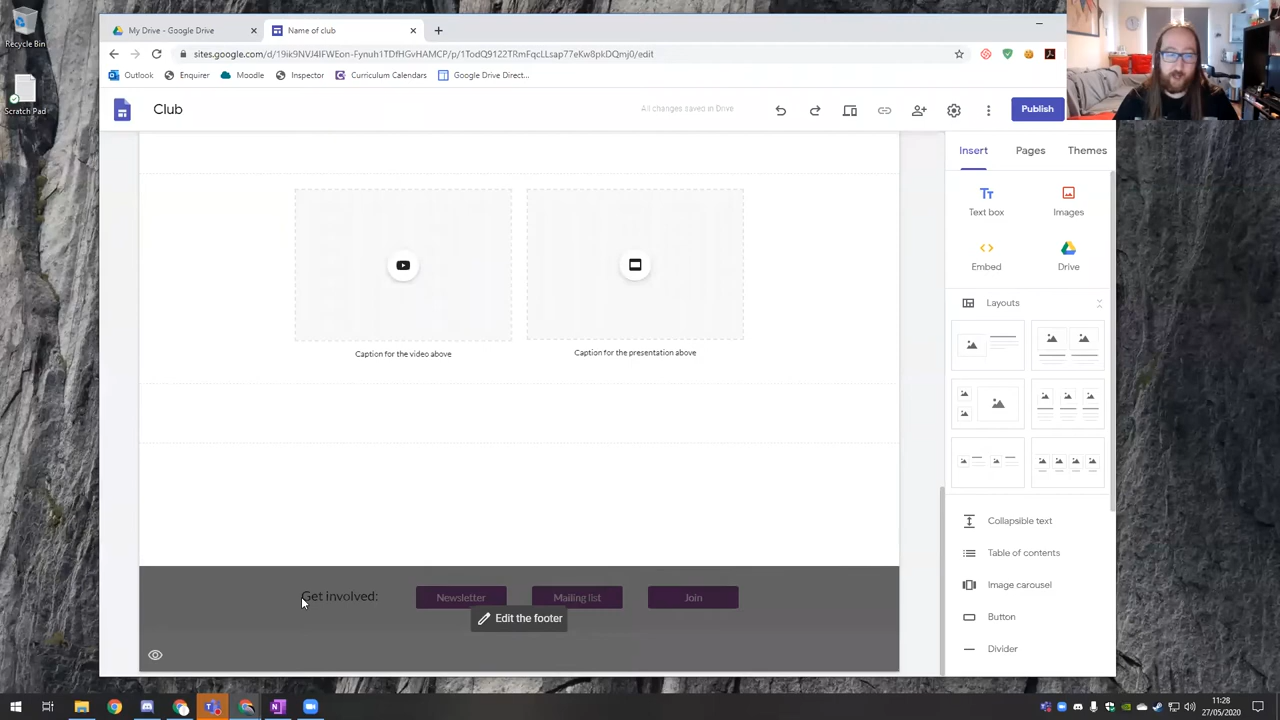 Recycle Bin
Scratch Pad
My Drive - Google Drive
Name of club
sites.google.com/d/19ik9NVJ4IFWEon-Fynuh1TDfHGvHAMCP/p/1TodQ9122TRmFqcLLsap77eKw8pkDQmj0/edit
Outlook
Enquirer
Moodle
Inspector
Curriculum Calendars
Google Drive Direct...
Club
All changes saved in Drive
Publish
Insert
Pages
Themes
Text box
Images
Embed
Drive
Layouts
Caption for the video above
Caption for the presentation above
Collapsible text
Table of contents
Image carousel
Button
Divider
Get involved:
Newsletter
Mailing list
Join
Edit the footer
11:28
27/05/2020